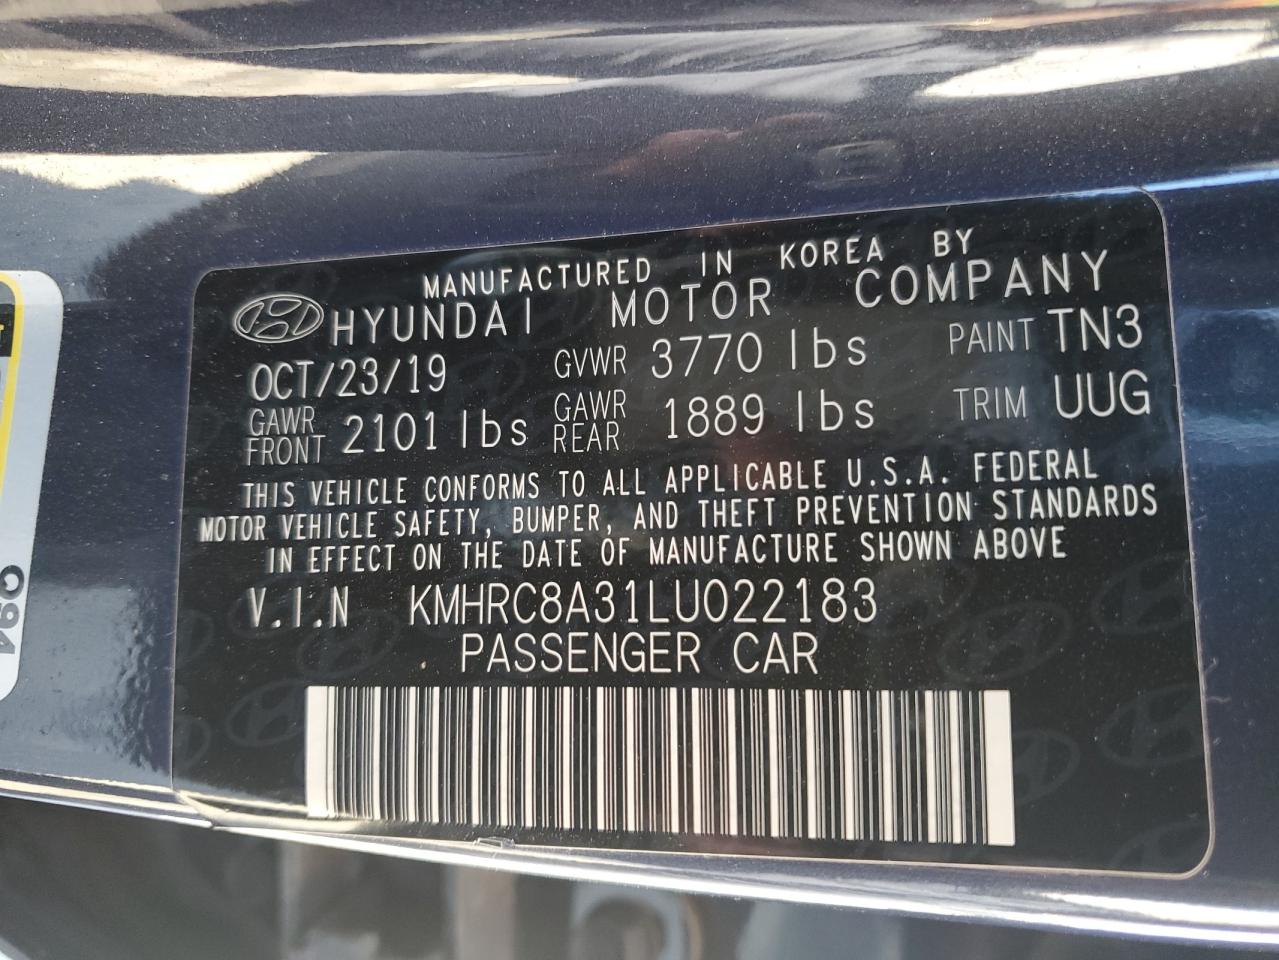 MANUFACTURED IN KOREA BY
HYUNDAI MOTOR COMPANY
OCT/23/19 GVWR 3770 lbs PAINT TN3
GAWR FRONT 2101 lbs GAWR REAR 1889 lbs TRIM UUG
THIS VEHICLE CONFORMS TO ALL APPLICABLE U.S.A. FEDERAL
MOTOR VEHICLE SAFETY, BUMPER, AND THEFT PREVENTION STANDARDS
IN EFFECT ON THE DATE OF MANUFACTURE SHOWN ABOVE
V.I.N KMHRC8A31LU022183
PASSENGER CAR